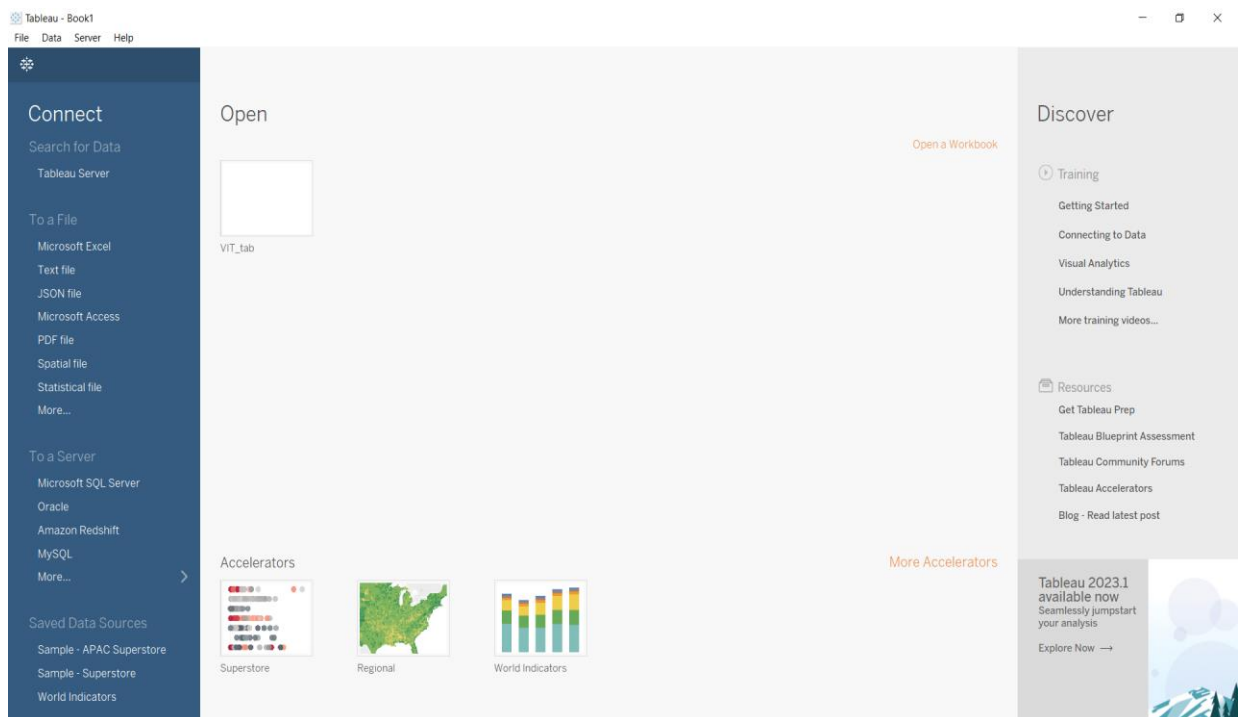 Tableau - Book1
File Data Server Help
Connect
Search for Data
Tableau Server
To a File
Microsoft Excel
Text file
JSON file
Microsoft Access
PDF file
Spatial file
Statistical file
More...
To a Server
Microsoft SQL Server
Oracle
Amazon Redshift
MySQL
More...
Saved Data Sources
Sample - APAC Superstore
Sample - Superstore
World Indicators
Open
Open a Workbook
VIT_tab
Accelerators
More Accelerators
Superstore
Regional
World Indicators
Discover
Training
Getting Started
Connecting to Data
Visual Analytics
Understanding Tableau
More training videos...
Resources
Get Tableau Prep
Tableau Blueprint Assessment
Tableau Community Forums
Tableau Accelerators
Blog - Read latest post
Tableau 2023.1
available now
Seamlessly jumpstart
your analysis
Explore Now →